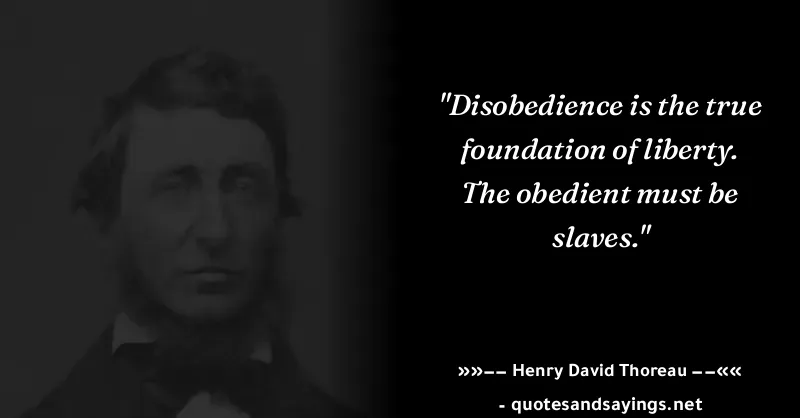 "Disobedience is the true
foundation of liberty.
The obedient must be
slaves."
»»−− Henry David Thoreau −−««
- quotesandsayings.net